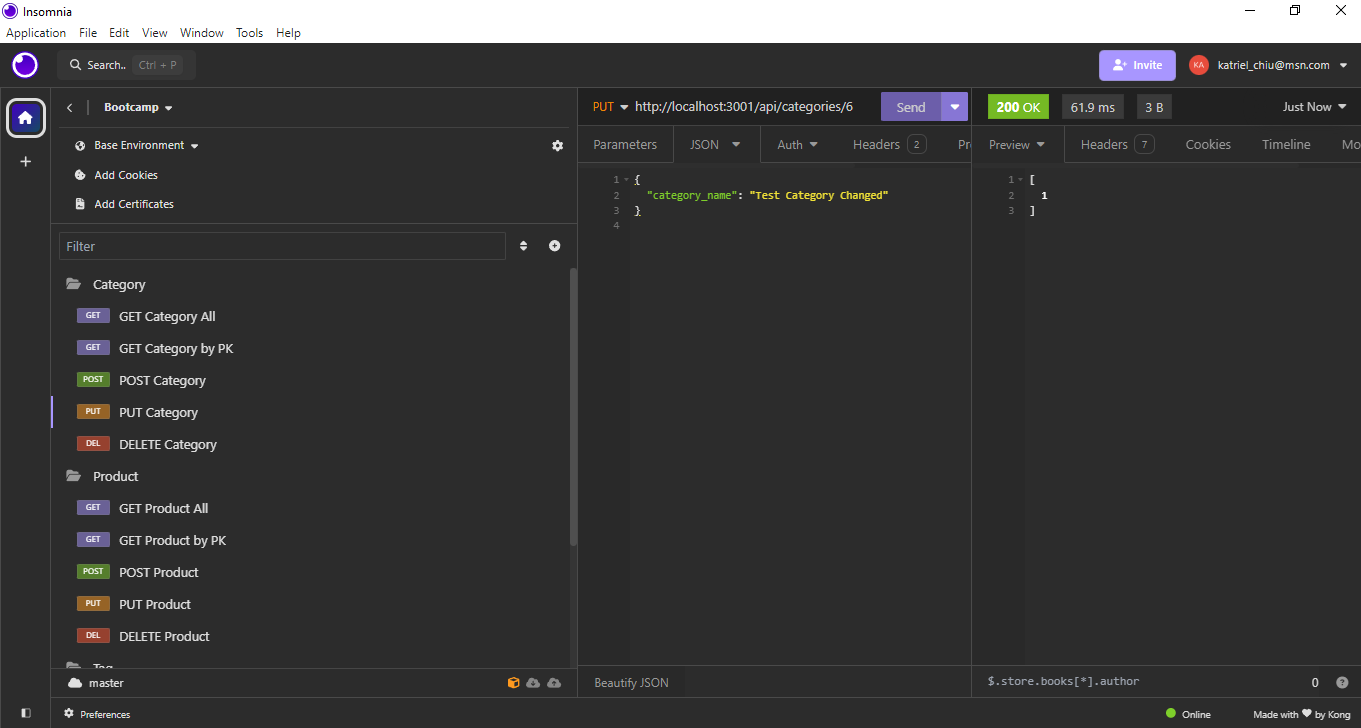 Insomnia
Application File Edit View Window Tools Help
Search.. Ctrl + P
Invite
KA
katriel_chiu@msn.com
Bootcamp
Base Environment
Add Cookies
Add Certificates
Filter
Category
GET GET Category All
GET GET Category by PK
POST POST Category
PUT PUT Category
DEL DELETE Category
Product
GET GET Product All
GET GET Product by PK
POST POST Product
PUT PUT Product
DEL DELETE Product
Tag
master
Preferences
PUT http://localhost:3001/api/categories/6 Send
Parameters JSON Auth Headers 2 Pr
1 {
2 "category_name": "Test Category Changed"
3 }
4
Beautify JSON
200 OK 61.9 ms 3 B Just Now
Preview Headers 7 Cookies Timeline Mo
1 [
2 1
3 ]
$.store.books[*].author 0 ?
Online Made with by Kong